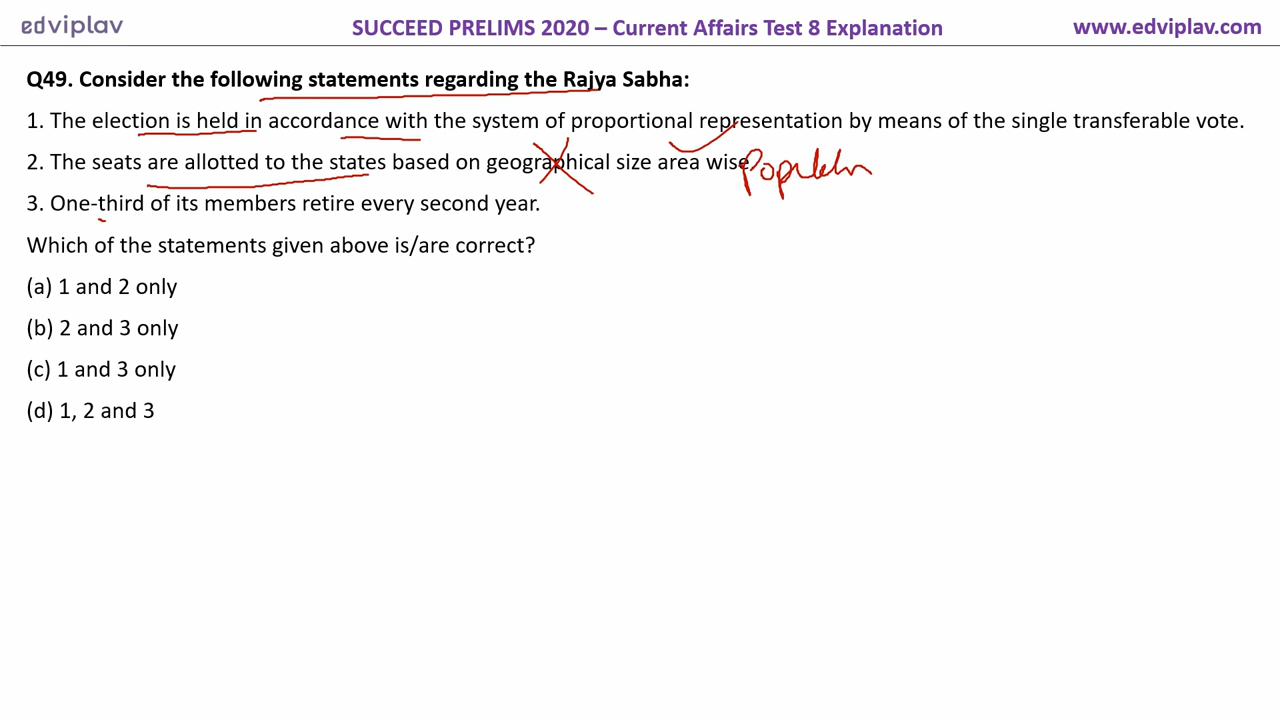 edviplav
SUCCEED PRELIMS 2020 – Current Affairs Test 8 Explanation
www.edviplav.com
Q49. Consider the following statements regarding the Rajya Sabha:
1. The election is held in accordance with the system of proportional representation by means of the single transferable vote.
2. The seats are allotted to the states based on geographical size area wise.
3. One-third of its members retire every second year.
Which of the statements given above is/are correct?
(a) 1 and 2 only
(b) 2 and 3 only
(c) 1 and 3 only
(d) 1, 2 and 3